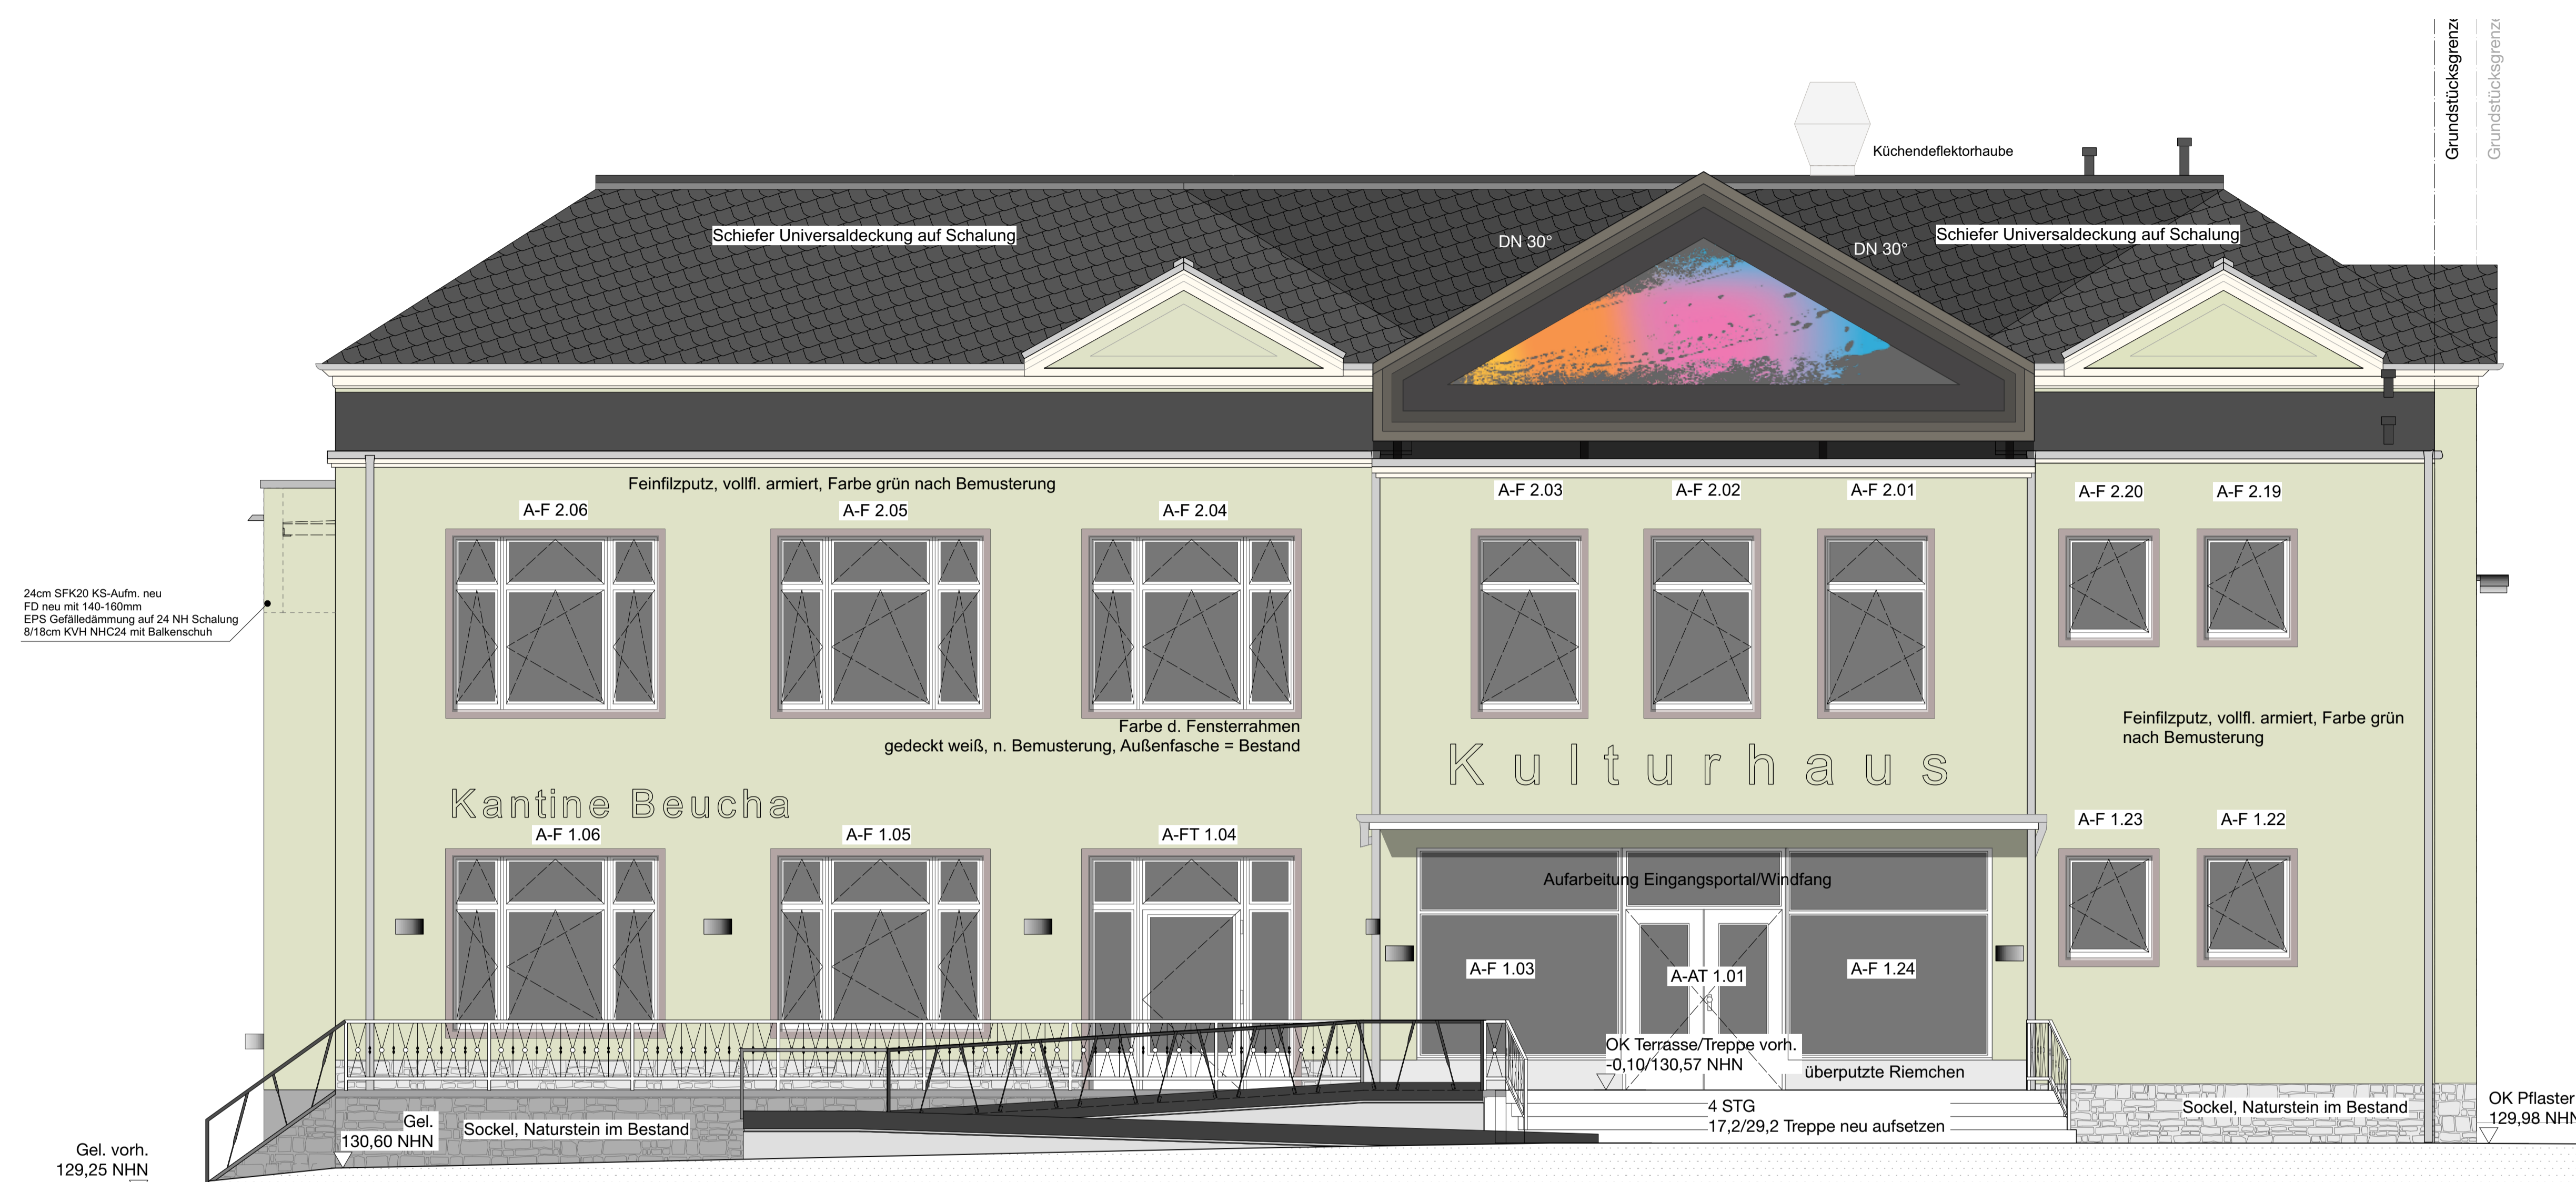 Grundstücksgrenze
Grundstücksgrenze
Küchendeflektorhaube
Schiefer Universaldeckung auf Schalung
DN 30°
DN 30°
Schiefer Universaldeckung auf Schalung
Feinfilzputz, vollfl. armiert, Farbe grün nach Bemusterung
A-F 2.06
A-F 2.05
A-F 2.04
A-F 2.03
A-F 2.02
A-F 2.01
A-F 2.20
A-F 2.19
24cm SFK20 KS-Aufm. neu
FD neu mit 140-160mm
EPS Gefälledämmung auf 24 NH Schalung
8/18cm KVH NHC24 mit Balkenschuh
Farbe d. Fensterrahmen
gedeckt weiß, n. Bemusterung, Außenfasche = Bestand
Feinfilzputz, vollfl. armiert, Farbe grün
nach Bemusterung
Kulturhaus
Kantine Beucha
A-F 1.06
A-F 1.05
A-FT 1.04
A-F 1.23
A-F 1.22
Aufarbeitung Eingangsportal/Windfang
A-F 1.03
A-AT 1.01
A-F 1.24
OK Terrasse/Treppe vorh.
-0,10/130,57 NHN
überputzte Riemchen
4 STG
17,2/29,2 Treppe neu aufsetzen
Gel.
130,60 NHN
Sockel, Naturstein im Bestand
Sockel, Naturstein im Bestand
OK Pflaster
129,98 NHN
Gel. vorh.
129,25 NHN